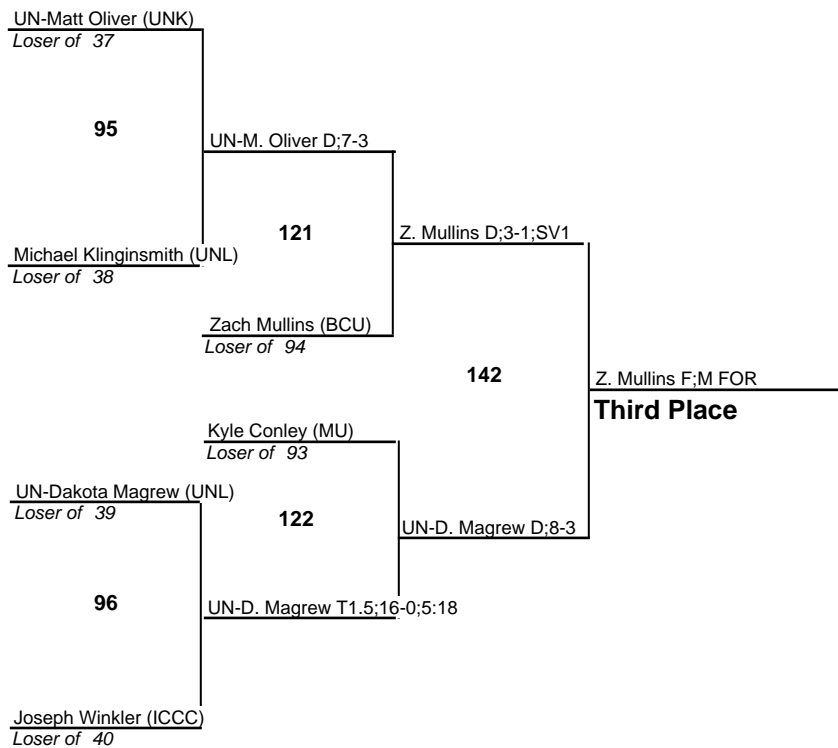 UN-Matt Oliver (UNK)
Loser of 37
95
UN-M. Oliver D;7-3
121
Z. Mullins D;3-1;SV1
Michael Klinginsmith (UNL)
Loser of 38
Zach Mullins (BCU)
Loser of 94
142
Z. Mullins F;M FOR
Third Place
Kyle Conley (MU)
Loser of 93
UN-Dakota Magrew (UNL)
Loser of 39
122
UN-D. Magrew D;8-3
96
UN-D. Magrew T1.5;16-0;5:18
Joseph Winkler (ICCC)
Loser of 40